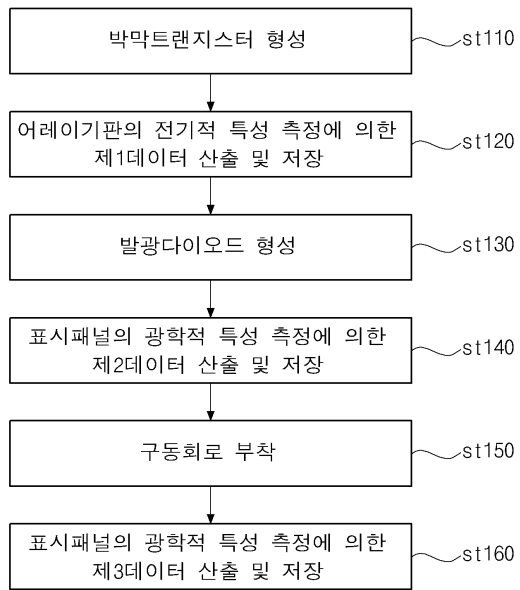 박막트랜지스터 형성
st110
어레이기판의 전기적 특성 측정에 의한
제1데이터 산출 및 저장
st120
발광다이오드 형성
st130
표시패널의 광학적 특성 측정에 의한
제2데이터 산출 및 저장
st140
구동회로 부착
st150
표시패널의 광학적 특성 측정에 의한
제3데이터 산출 및 저장
st160